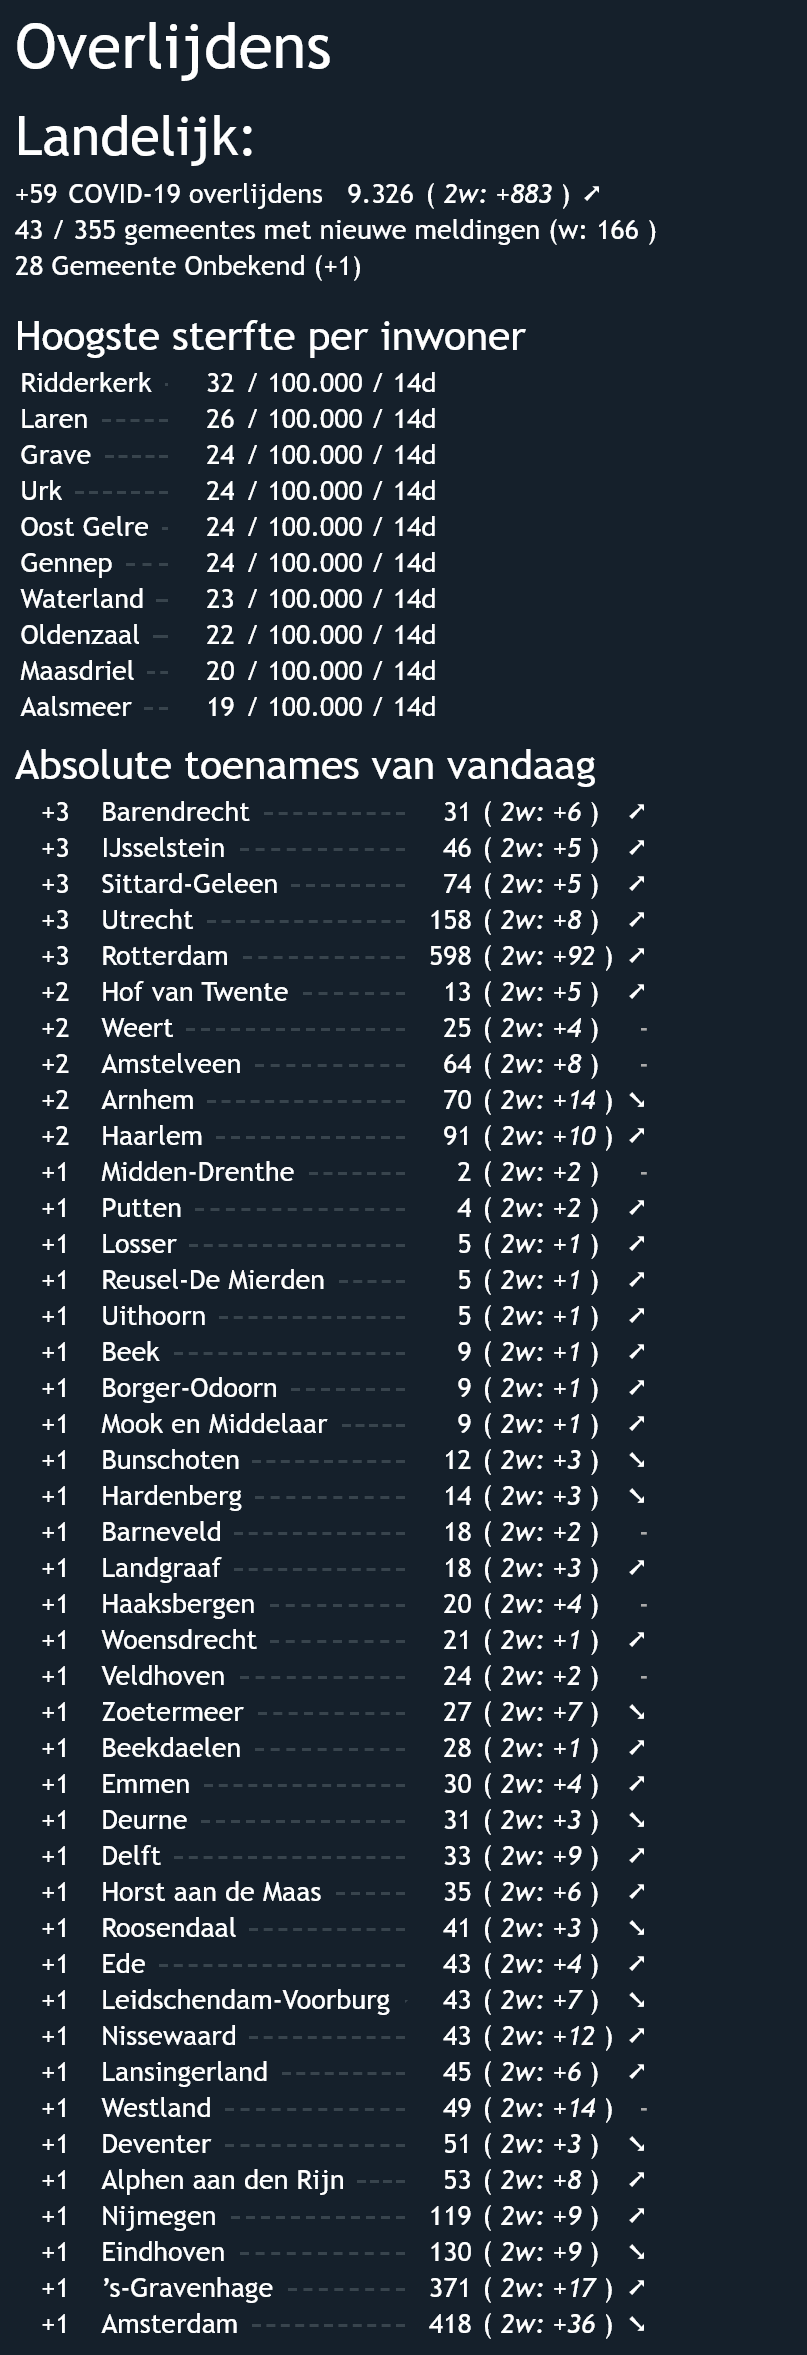 Overlijdens
Landelijk:
+59 COVID-19 overlijdens 9.326 ( 2w: +883 ) ➚
43 / 355 gemeentes met nieuwe meldingen (w: 166 )
28 Gemeente Onbekend (+1)
Hoogste sterfte per inwoner
Ridderkerk - 32 / 100.000 / 14d
Laren ----- 26 / 100.000 / 14d
Grave ----- 24 / 100.000 / 14d
Urk ------- 24 / 100.000 / 14d
Oost Gelre - 24 / 100.000 / 14d
Gennep --- 24 / 100.000 / 14d
Waterland - 23 / 100.000 / 14d
Oldenzaal - 22 / 100.000 / 14d
Maasdriel -- 20 / 100.000 / 14d
Aalsmeer -- 19 / 100.000 / 14d
Absolute toenames van vandaag
+3 Barendrecht ---------- 31 ( 2w: +6 ) ➚
+3 IJsselstein ------------ 46 ( 2w: +5 ) ➚
+3 Sittard-Geleen -------- 74 ( 2w: +5 ) ➚
+3 Utrecht -------------- 158 ( 2w: +8 ) ➚
+3 Rotterdam ----------- 598 ( 2w: +92 ) ➚
+2 Hof van Twente ------- 13 ( 2w: +5 ) ➚
+2 Weert --------------- 25 ( 2w: +4 ) -
+2 Amstelveen ---------- 64 ( 2w: +8 ) -
+2 Arnhem -------------- 70 ( 2w: +14 ) ➘
+2 Haarlem ------------- 91 ( 2w: +10 ) ➚
+1 Midden-Drenthe ------- 2 ( 2w: +2 ) -
+1 Putten -------------- 4 ( 2w: +2 ) ➚
+1 Losser --------------- 5 ( 2w: +1 ) ➚
+1 Reusel-De Mierden ----- 5 ( 2w: +1 ) ➚
+1 Uithoorn ------------- 5 ( 2w: +1 ) ➚
+1 Beek ---------------- 9 ( 2w: +1 ) ➚
+1 Borger-Odoorn -------- 9 ( 2w: +1 ) ➚
+1 Mook en Middelaar ----- 9 ( 2w: +1 ) ➚
+1 Bunschoten ----------- 12 ( 2w: +3 ) ➘
+1 Hardenberg ---------- 14 ( 2w: +3 ) ➘
+1 Barneveld ------------ 18 ( 2w: +2 ) -
+1 Landgraaf ------------ 18 ( 2w: +3 ) ➚
+1 Haaksbergen --------- 20 ( 2w: +4 ) -
+1 Woensdrecht --------- 21 ( 2w: +1 ) ➚
+1 Veldhoven ----------- 24 ( 2w: +2 ) -
+1 Zoetermeer ---------- 27 ( 2w: +7 ) ➘
+1 Beekdaelen ---------- 28 ( 2w: +1 ) ➚
+1 Emmen -------------- 30 ( 2w: +4 ) ➚
+1 Deurne -------------- 31 ( 2w: +3 ) ➘
+1 Delft ---------------- 33 ( 2w: +9 ) ➚
+1 Horst aan de Maas ----- 35 ( 2w: +6 ) ➚
+1 Roosendaal ----------- 41 ( 2w: +3 ) ➘
+1 Ede ----------------- 43 ( 2w: +4 ) ➚
+1 Leidschendam-Voorburg - 43 ( 2w: +7 ) ➘
+1 Nissewaard ----------- 43 ( 2w: +12 ) ➚
+1 Lansingerland --------- 45 ( 2w: +6 ) ➚
+1 Westland ------------ 49 ( 2w: +14 ) -
+1 Deventer ------------ 51 ( 2w: +3 ) ➘
+1 Alphen aan den Rijn ---- 53 ( 2w: +8 ) ➚
+1 Nijmegen ------------ 119 ( 2w: +9 ) ➚
+1 Eindhoven ----------- 130 ( 2w: +9 ) ➘
+1 ’s-Gravenhage -------- 371 ( 2w: +17 ) ➚
+1 Amsterdam ---------- 418 ( 2w: +36 ) ➘